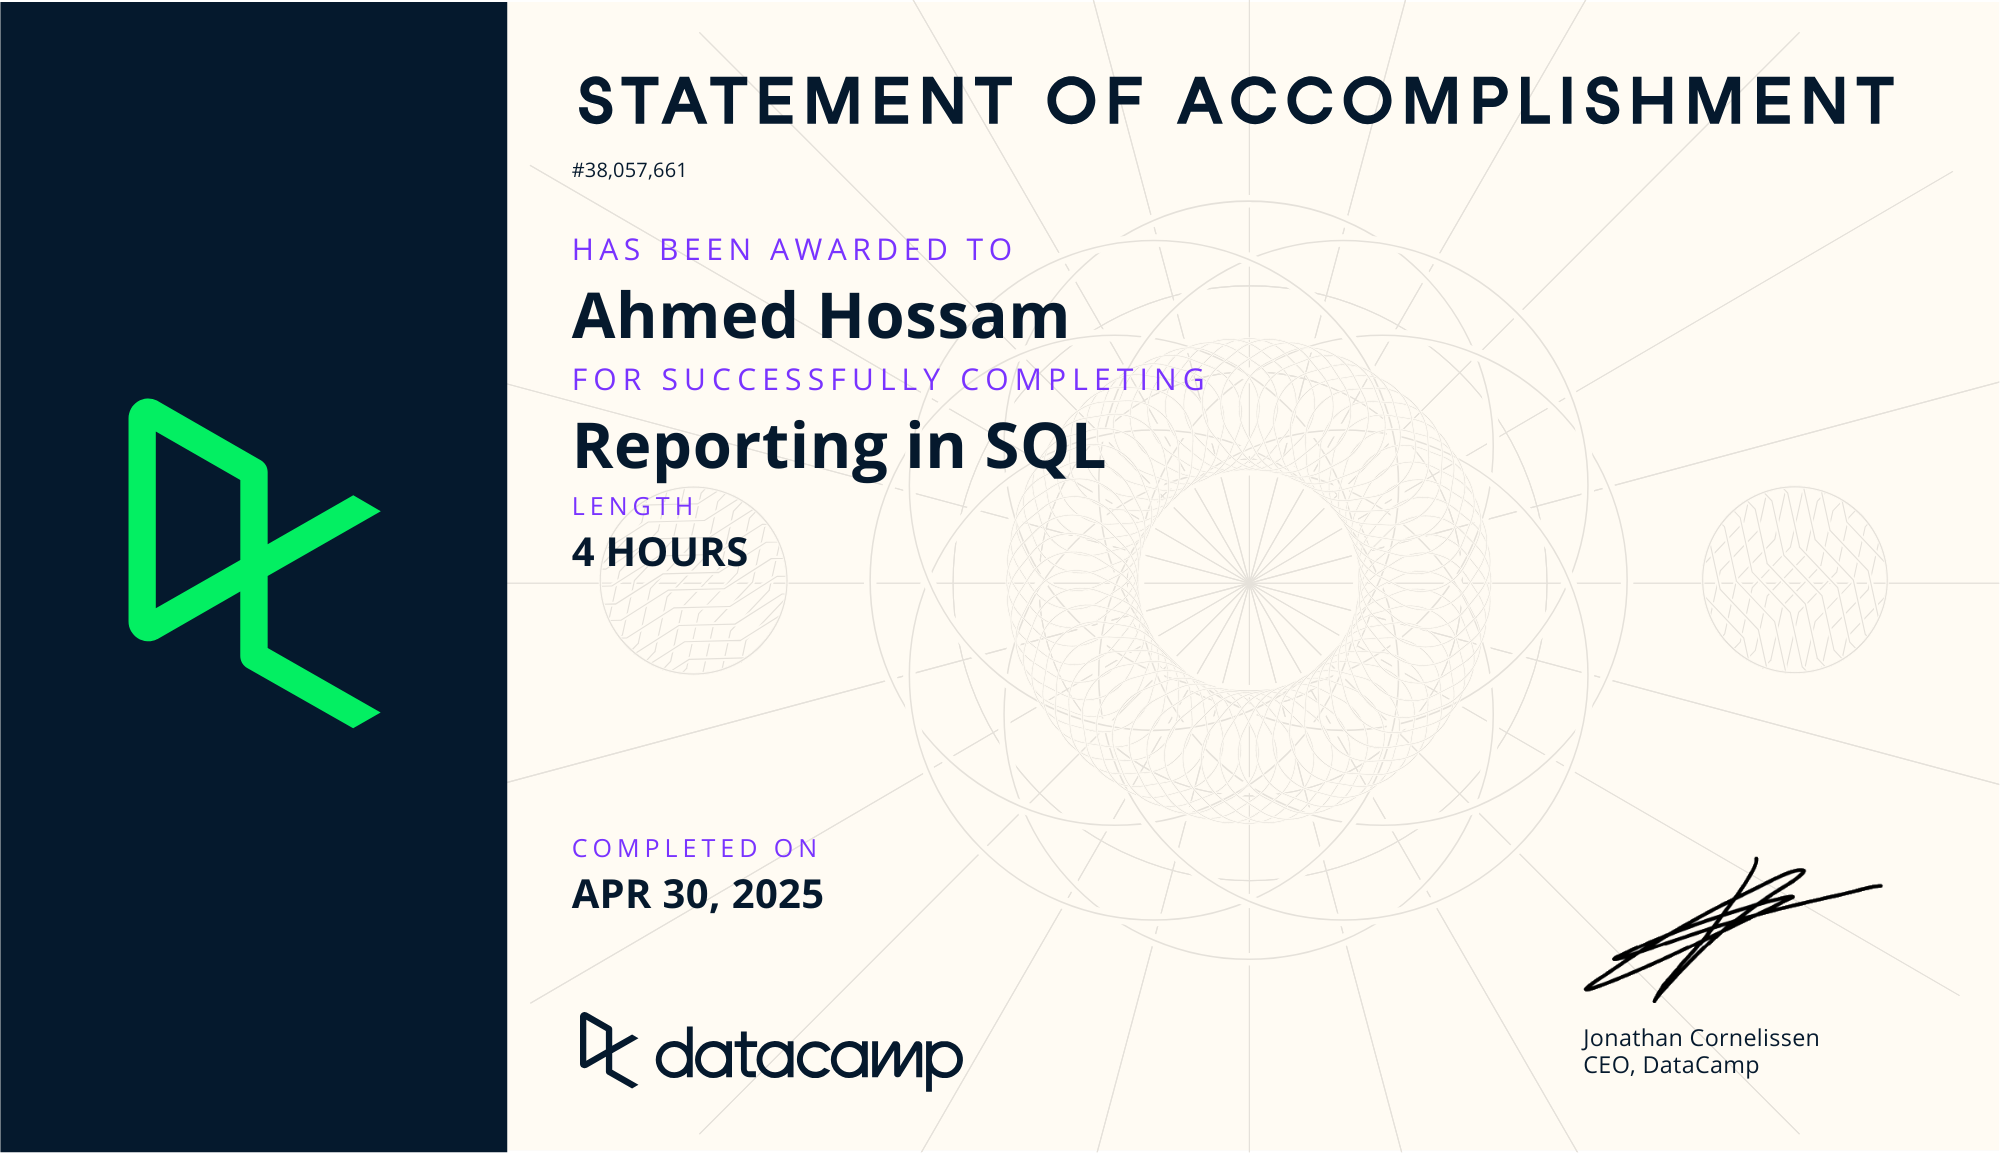 STATEMENT OF ACCOMPLISHMENT
#38,057,661
HAS BEEN AWARDED TO
Ahmed Hossam
FOR SUCCESSFULLY COMPLETING
Reporting in SQL
LENGTH
4 HOURS
COMPLETED ON
APR 30, 2025
datacamp
Jonathan Cornelissen
CEO, DataCamp